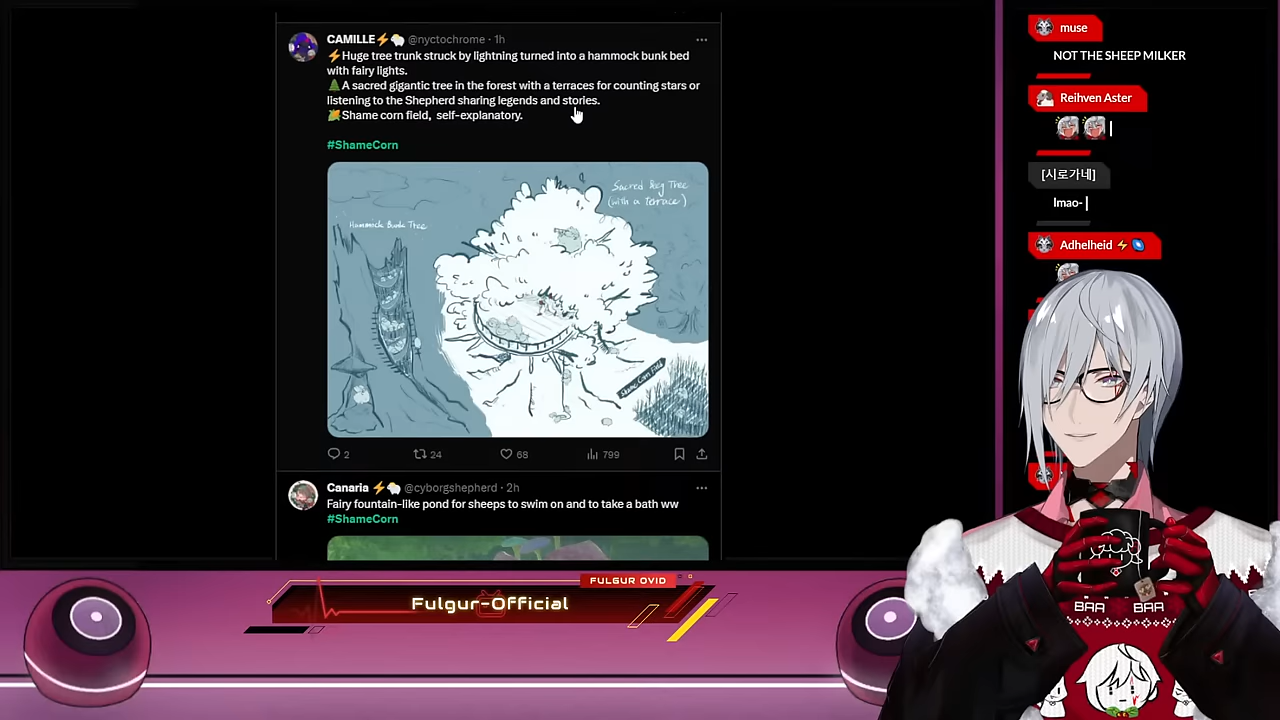 CAMILLE⚡🐑 @nyctochrome · 1h
⚡Huge tree trunk struck by lightning turned into a hammock bunk bed
with fairy lights.
🌲A sacred gigantic tree in the forest with a terraces for counting stars or
listening to the Shepherd sharing legends and stories.
🌽Shame corn field, self-explanatory.
#ShameCorn
Sacred Big Tree
(with a Terrace)
Hammock Bunk Tree
Shame Corn Field
2 24 68 799
Canaria ⚡🐑 @cyborgshepherd · 2h
Fairy fountain-like pond for sheeps to swim on and to take a bath ww
#ShameCorn
muse
NOT THE SHEEP MILKER
Reihven Aster
[시로가네]
lmao-
Adhelheid ⚡
BAA BAA
FULGUR OVID
Fulgur-Official